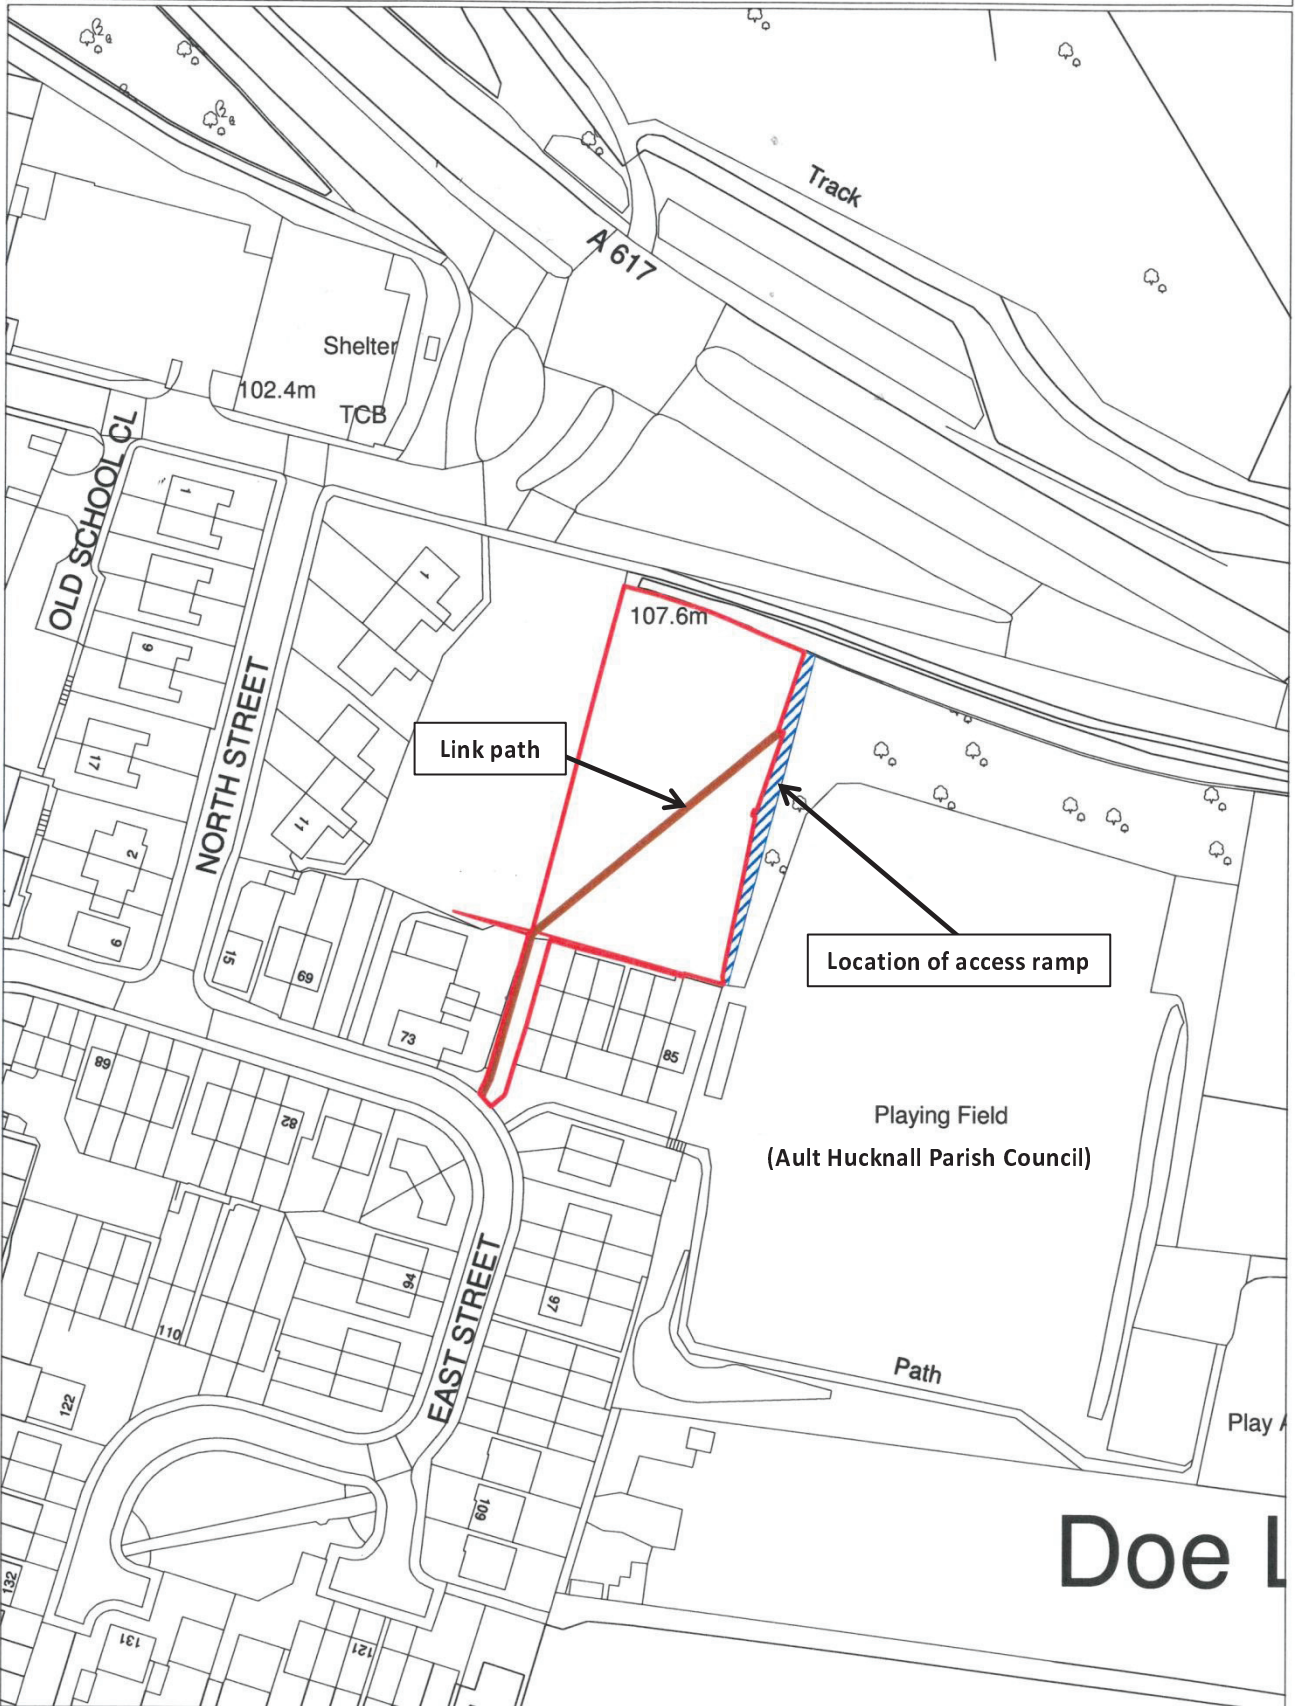 Track
A 617
Shelter
102.4m
TCB
OLD SCHOOL CL
1
1
107.6m
9
NORTH STREET
Link path
17
11
2
9
15
69
Location of access ramp
73
85
89
82
Playing Field
(Ault Hucknall Parish Council)
94
97
EAST STREET
110
Path
122
Play
109
Doe L
132
131
121